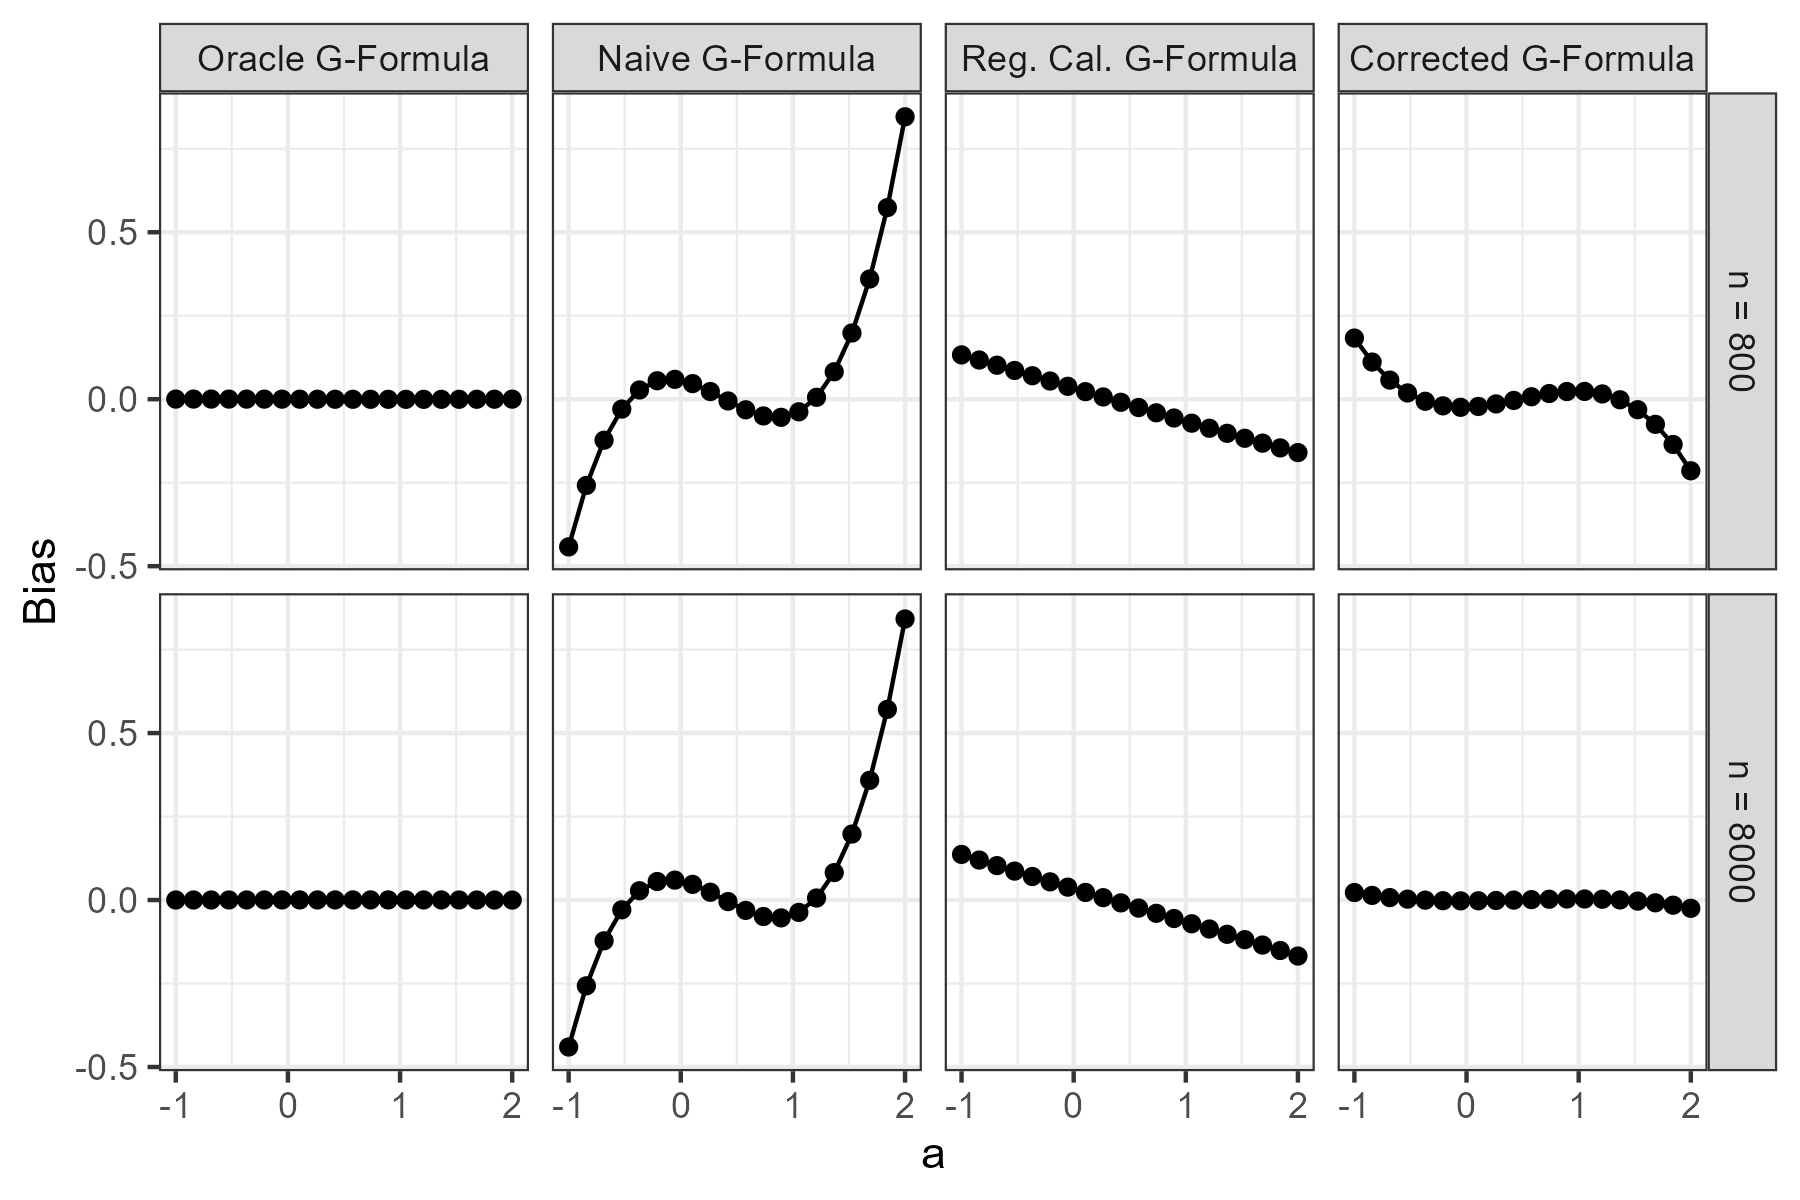 Oracle G-Formula
Naive G-Formula
Reg. Cal. G-Formula
Corrected G-Formula
0.5
0.0
-0.5
n = 800
Bias
0.5
0.0
-0.5
n = 8000
-1 0 1 2
-1 0 1 2
-1 0 1 2
-1 0 1 2
a